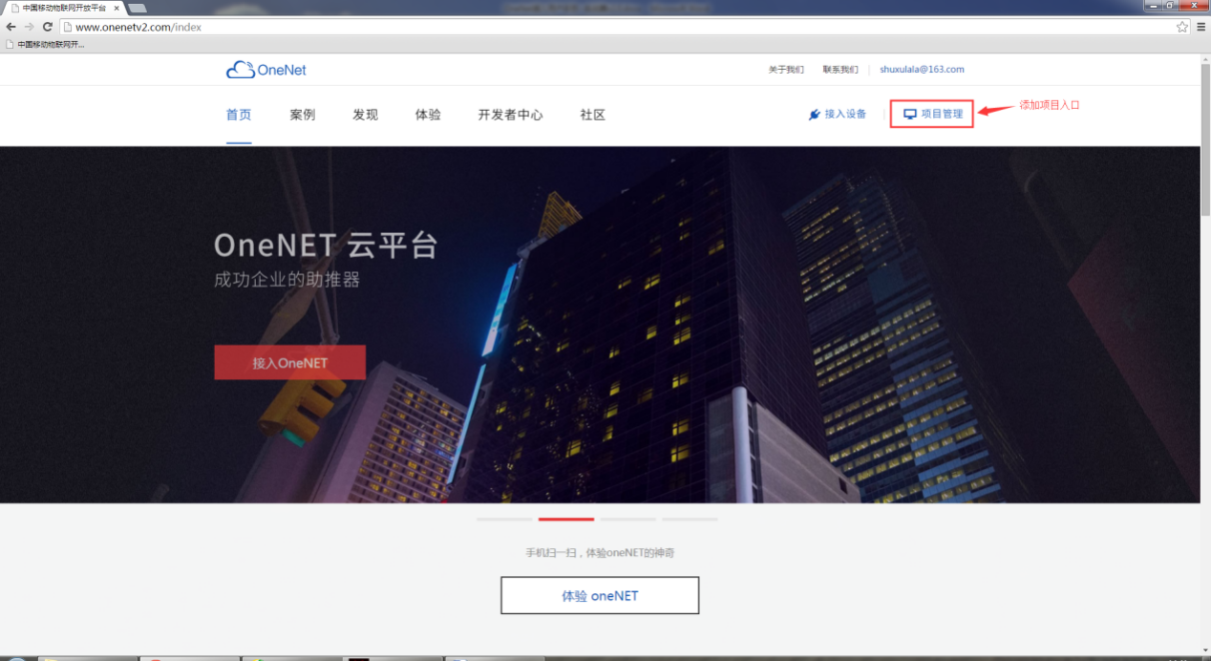 中国移动物联网开放平台
www.onenetv2.com/index
中国移动物联网开...
OneNet
关于我们 联系我们 shuxulala@163.com
首页 案例 发现 体验 开发者中心 社区 接入设备 项目管理 添加项目入口
OneNET 云平台
成功企业的助推器
接入OneNET
手机扫一扫，体验oneNET的神奇
体验 oneNET